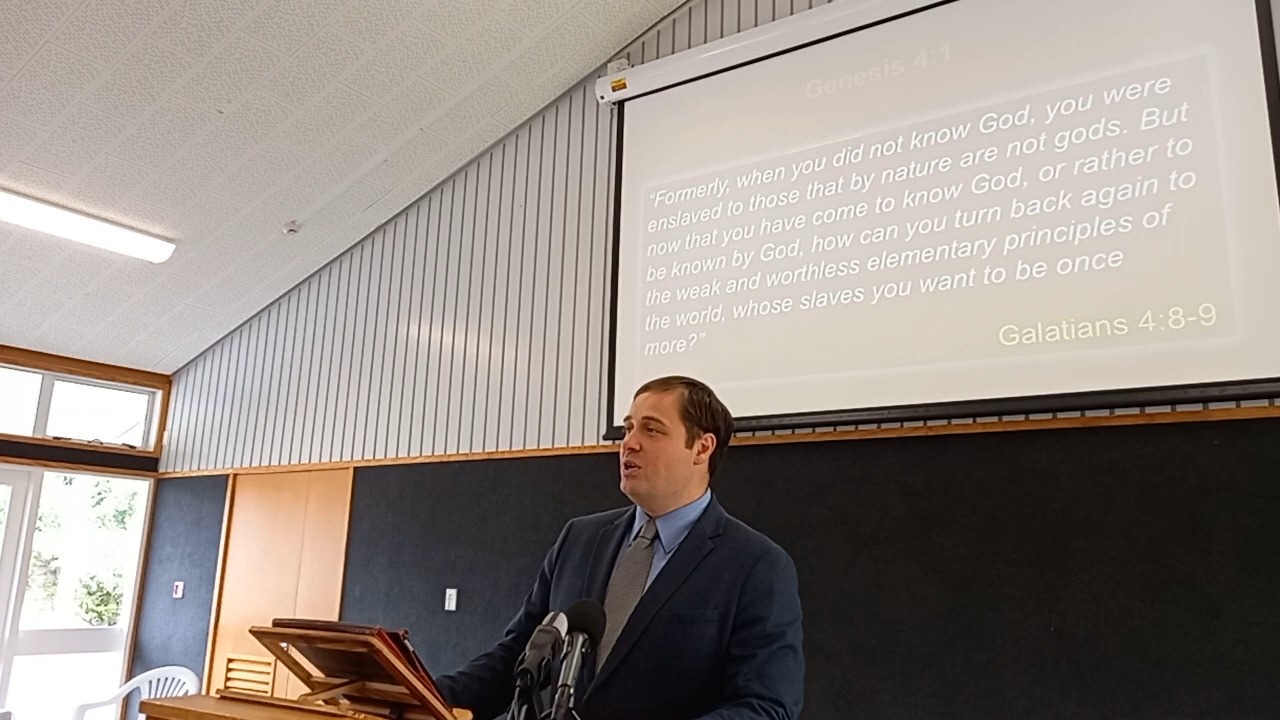 Genesis 4:1
“Formerly, when you did not know God, you were
enslaved to those that by nature are not gods. But
now that you have come to know God, or rather to
be known by God, how can you turn back again to
the weak and worthless elementary principles of
the world, whose slaves you want to be once
more?”
Galatians 4:8-9